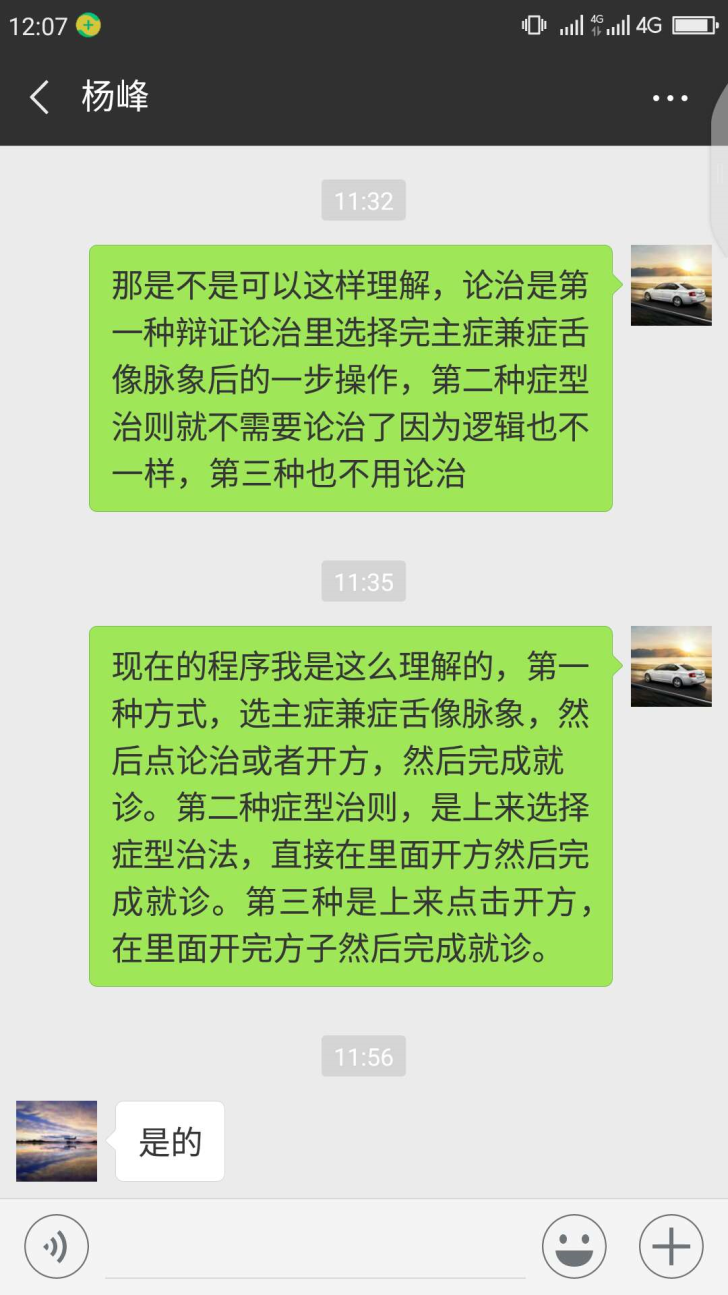 12:07
4G
4G
杨峰
11:32
那是不是可以这样理解，论治是第
一种辩证论治里选择完主症兼症舌
像脉象后的一步操作，第二种症型
治则就不需要论治了因为逻辑也不
一样，第三种也不用论治
11:35
现在的程序我是这么理解的，第一
种方式，选主症兼症舌像脉象，然
后点论治或者开方，然后完成就
诊。第二种症型治则，是上来选择
症型治法，直接在里面开方然后完
成就诊。第三种是上来点击开方，
在里面开完方子然后完成就诊。
11:56
是的